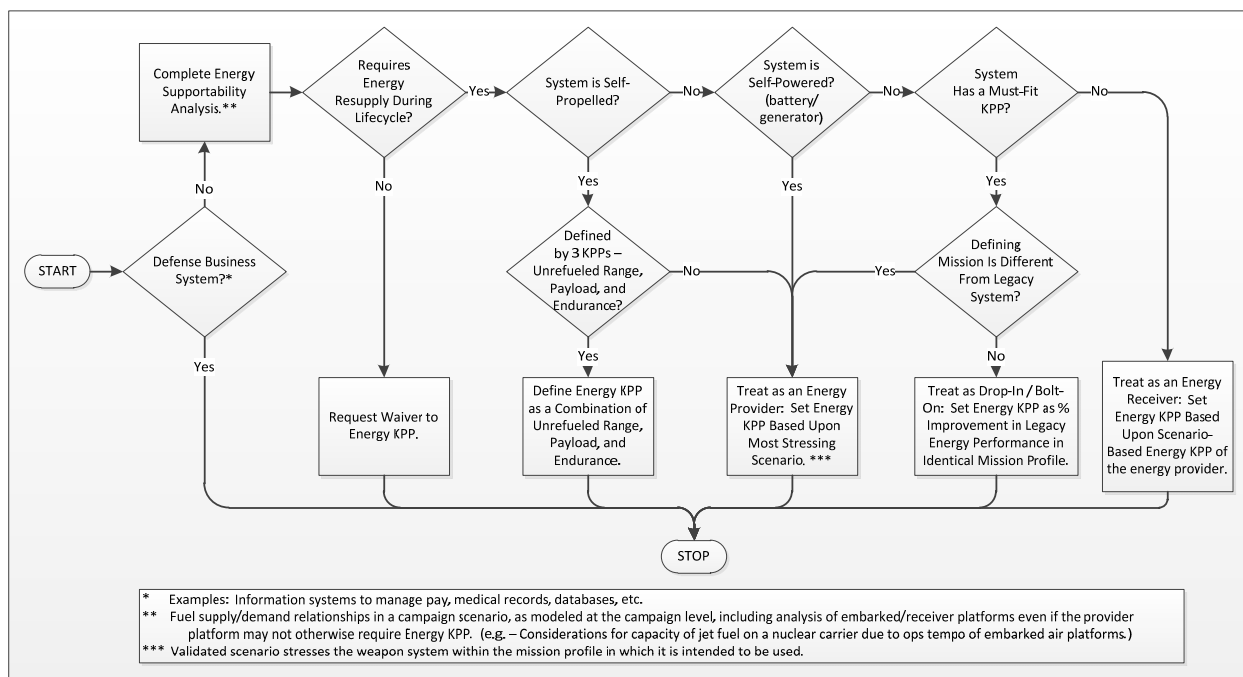 START
Defense Business
System?*
Yes
No
Complete Energy
Supportability
Analysis.**
Requires
Energy
Resupply During
Lifecycle?
No
Request Waiver to
Energy KPP.
Yes
System is Self-
Propelled?
Yes
Defined
by 3 KPPs –
Unrefueled Range,
Payload, and
Endurance?
Yes
Define Energy KPP
as a Combination of
Unrefueled Range,
Payload, and
Endurance.
No
No
System is
Self-Powered?
(battery/
generator)
Yes
Treat as an Energy
Provider: Set Energy
KPP Based Upon
Most Stressing
Scenario. ***
No
System
Has a Must-Fit
KPP?
Yes
Defining
Mission Is Different
From Legacy
System?
Yes
No
Treat as Drop-In / Bolt-
On: Set Energy KPP as %
Improvement in Legacy
Energy Performance in
Identical Mission Profile.
No
Treat as an Energy
Receiver: Set
Energy KPP Based
Upon Scenario-
Based Energy KPP of
the energy provider.
STOP
* Examples: Information systems to manage pay, medical records, databases, etc.
** Fuel supply/demand relationships in a campaign scenario, as modeled at the campaign level, including analysis of embarked/receiver platforms even if the provider
platform may not otherwise require Energy KPP. (e.g. – Considerations for capacity of jet fuel on a nuclear carrier due to ops tempo of embarked air platforms.)
*** Validated scenario stresses the weapon system within the mission profile in which it is intended to be used.